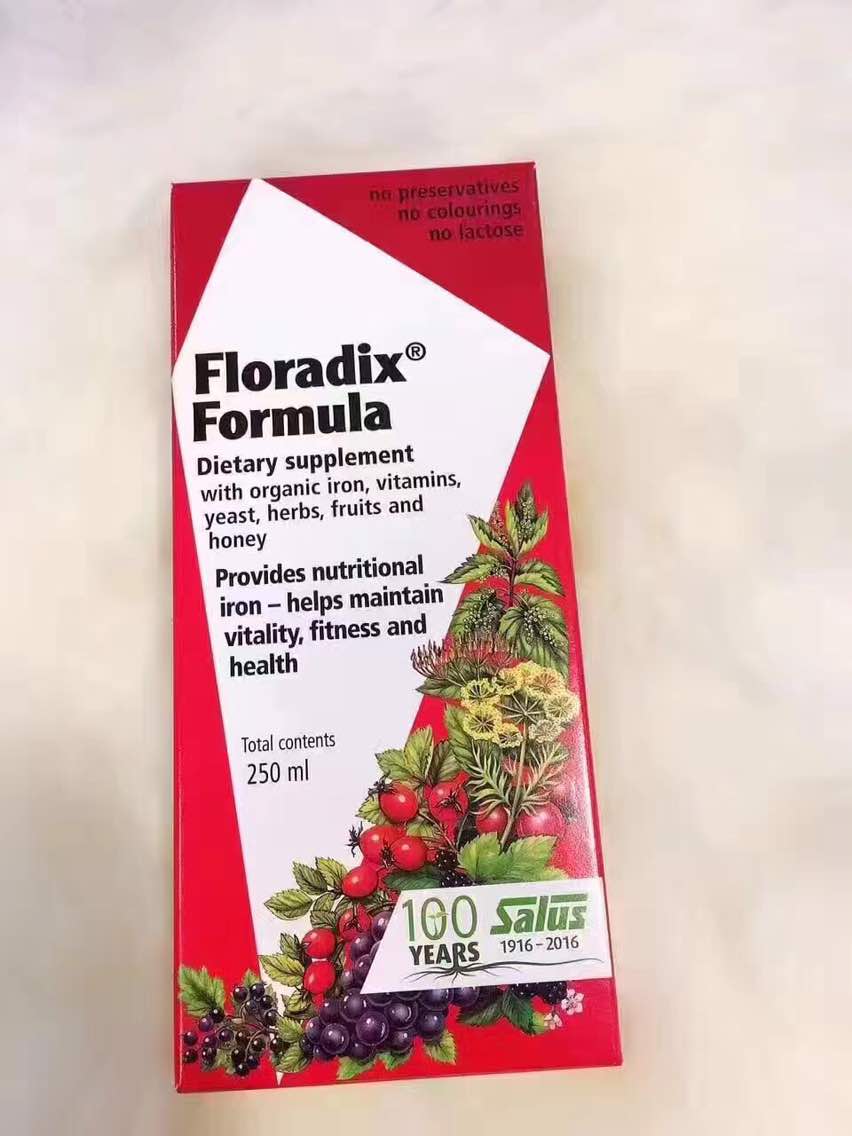 no preservatives
no colourings
no lactose
Floradix®
Formula
Dietary supplement
with organic iron, vitamins,
yeast, herbs, fruits and
honey
Provides nutritional
iron – helps maintain
vitality, fitness and
health
Total contents
250 ml
100
YEARS
Salus
1916 – 2016